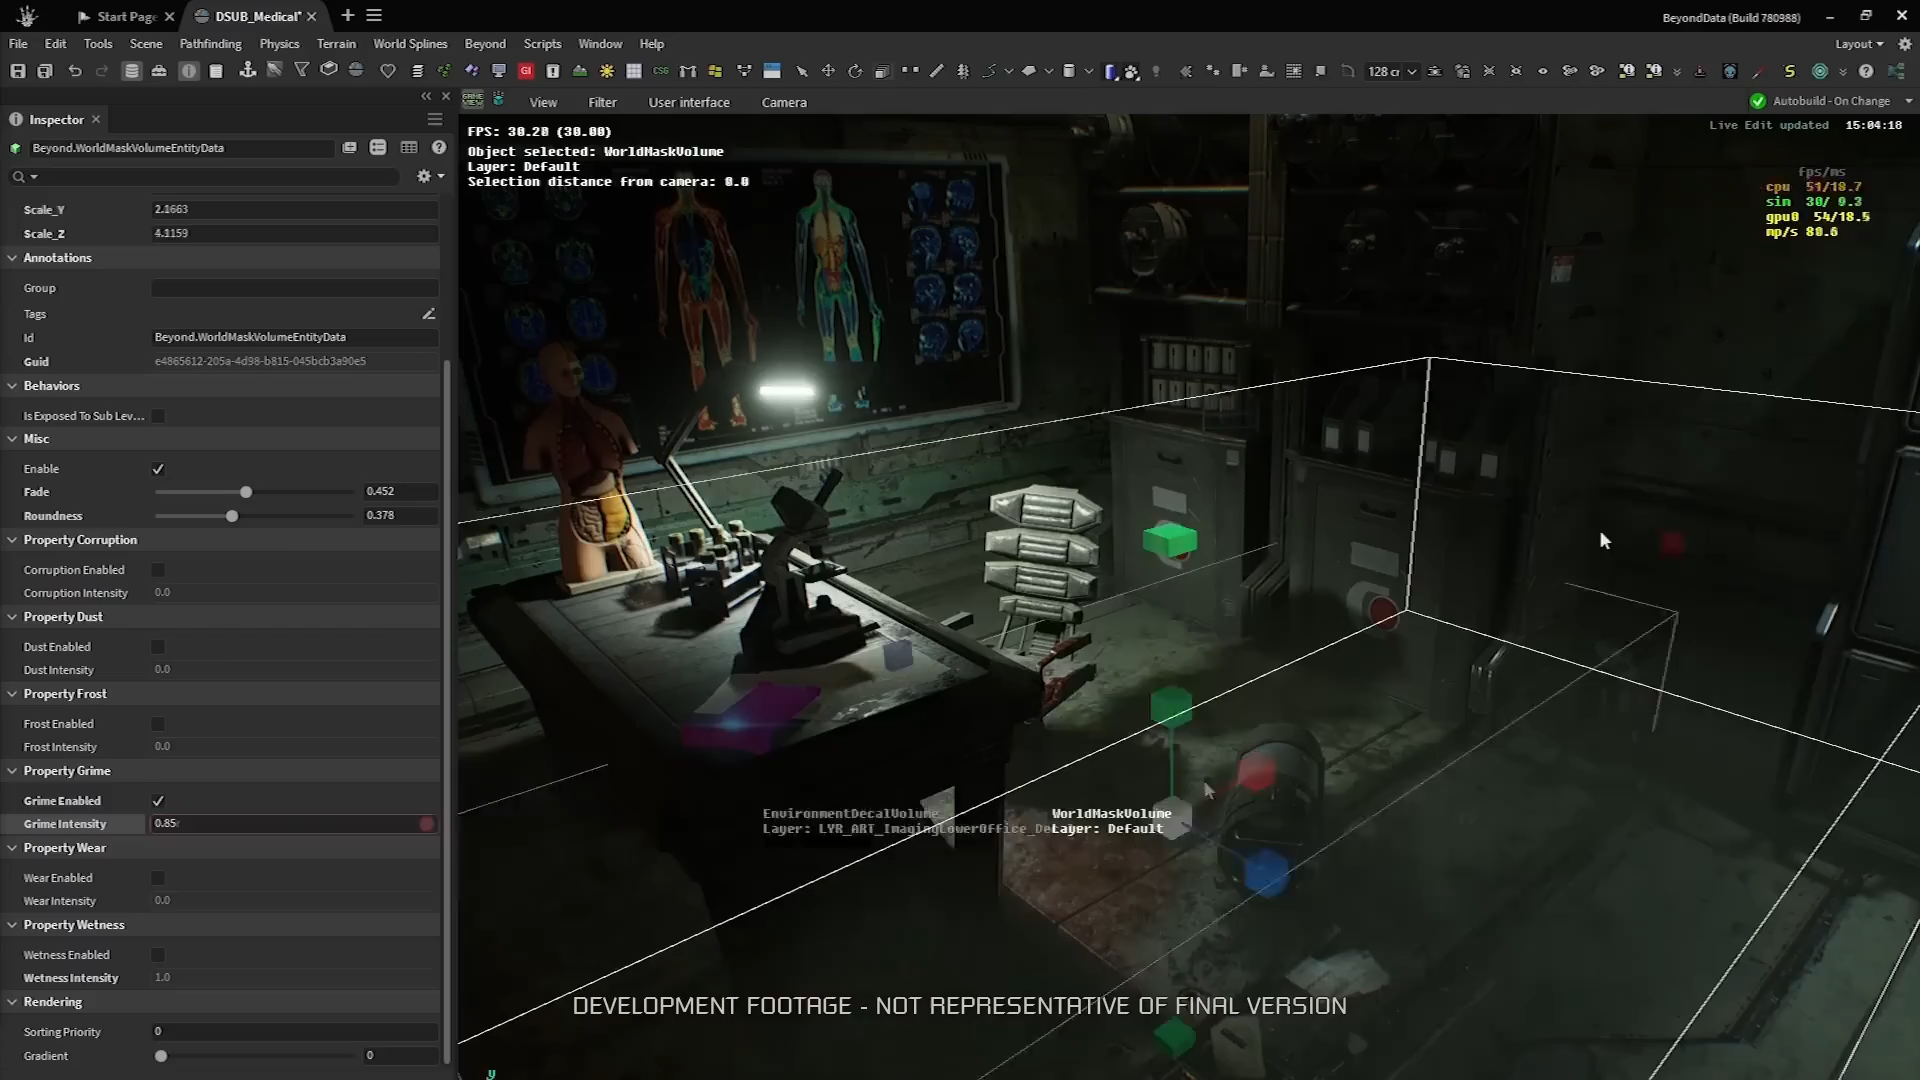 Start Page
DSUB_Medical*
BeyondData (Build 780988)
File Edit Tools Scene Pathfinding Physics Terrain World Splines Beyond Scripts Window Help
Layout
GI
CSG
128 cr
S
Inspector
GAME VIEW
View Filter User interface Camera
Autobuild - On Change
Beyond.WorldMaskVolumeEntityData
FPS: 30.20 (30.00)
Object selected: WorldMaskVolume
Layer: Default
Selection distance from camera: 0.0
Live Edit updated 15:04:18
fps/ms
cpu 51/18.7
sim 30/ 9.3
gpu0 54/18.5
mp/s 80.6
Scale_Y 2.1663
Scale_Z 4.1159
Annotations
Group
Tags
Id Beyond.WorldMaskVolumeEntityData
Guid e4865612-205a-4d98-b815-045bcb3a90e5
Behaviors
Is Exposed To Sub Lev...
Misc
Enable
Fade 0.452
Roundness 0.378
Property Corruption
Corruption Enabled
Corruption Intensity 0.0
Property Dust
Dust Enabled
Dust Intensity 0.0
Property Frost
Frost Enabled
Frost Intensity 0.0
Property Grime
Grime Enabled
Grime Intensity 0.85
Property Wear
Wear Enabled
Wear Intensity 0.0
Property Wetness
Wetness Enabled
Wetness Intensity 1.0
Rendering
Sorting Priority 0
Gradient 0
EnvironmentDecalVolume
Layer: LYR_ART_ImagingLowerOffice_De
WorldMaskVolume
Layer: Default
DEVELOPMENT FOOTAGE - NOT REPRESENTATIVE OF FINAL VERSION
y